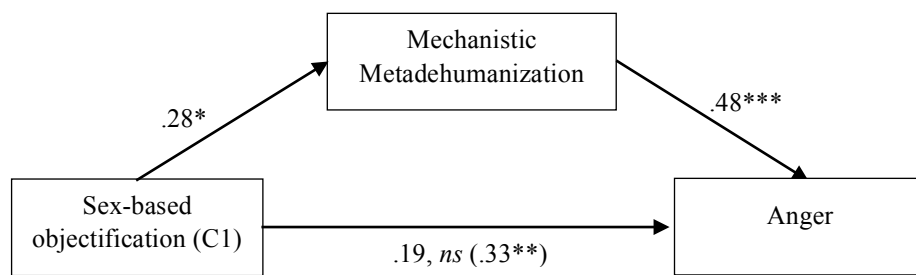 Mechanistic
Metadehumanization
.28*
.48***
Sex-based
objectification (C1)
Anger
.19, ns (.33**)